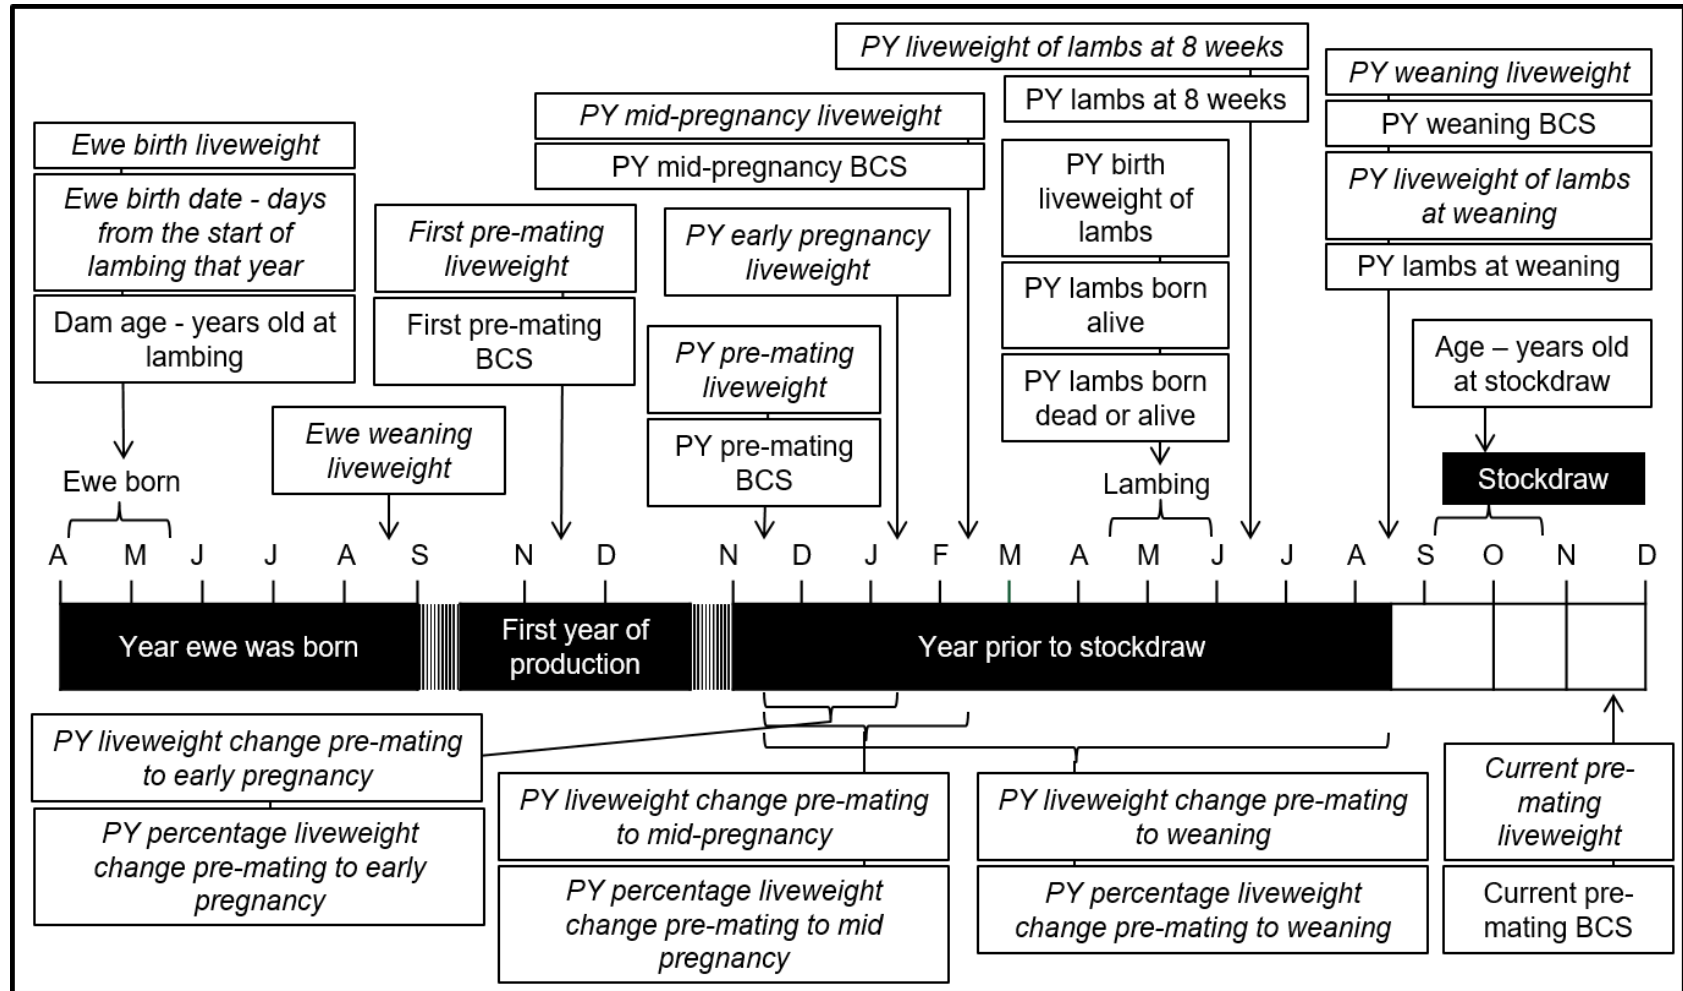 PY liveweight of lambs at 8 weeks
PY lambs at 8 weeks
PY weaning liveweight
PY weaning BCS
PY liveweight of lambs
at weaning
PY lambs at weaning
PY mid-pregnancy liveweight
PY mid-pregnancy BCS
Ewe birth liveweight
Ewe birth date - days
from the start of
lambing that year
Dam age - years old at
lambing
First pre-mating
liveweight
First pre-mating
BCS
PY early pregnancy
liveweight
PY birth
liveweight of
lambs
PY lambs born
alive
PY lambs born
dead or alive
PY pre-mating
liveweight
PY pre-mating
BCS
Age – years old
at stockdraw
Ewe weaning
liveweight
Ewe born
Lambing
Stockdraw
A M J J A S N D N D J F M A M J J A S O N D
Year ewe was born
First year of
production
Year prior to stockdraw
PY liveweight change pre-mating
to early pregnancy
PY percentage liveweight
change pre-mating to early
pregnancy
PY liveweight change pre-mating
to mid-pregnancy
PY percentage liveweight
change pre-mating to mid
pregnancy
PY liveweight change pre-mating
to weaning
PY percentage liveweight
change pre-mating to weaning
Current pre-
mating
liveweight
Current pre-
mating BCS